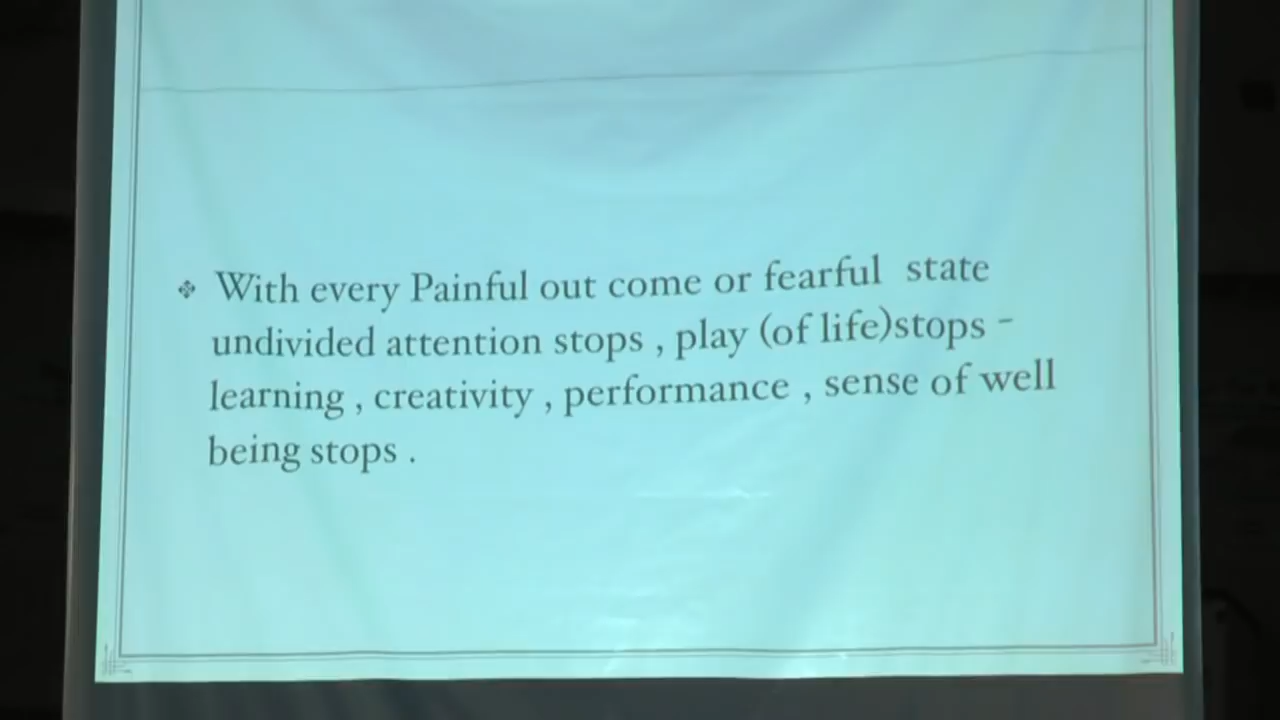 ❖ With every Painful out come or fearful state
undivided attention stops , play (of life)stops -
learning , creativity , performance , sense of well
being stops .